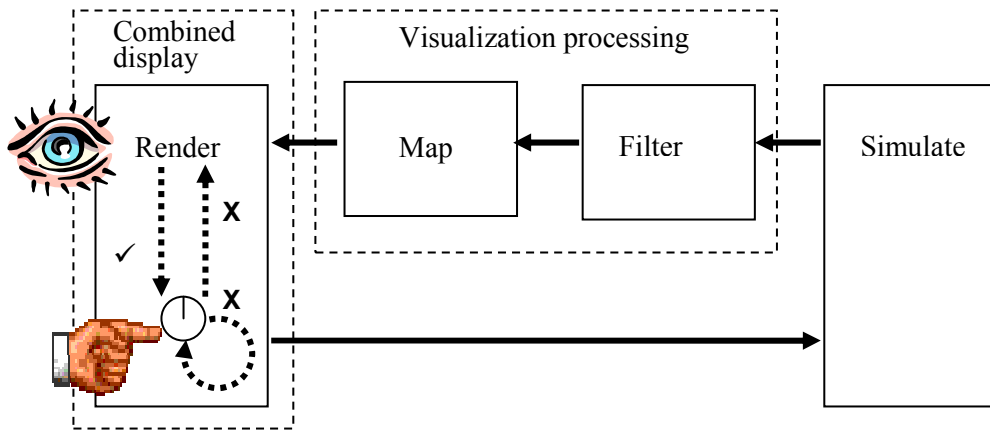 Combined
display
Visualization processing
Render
Map
Filter
Simulate
X
✓
X